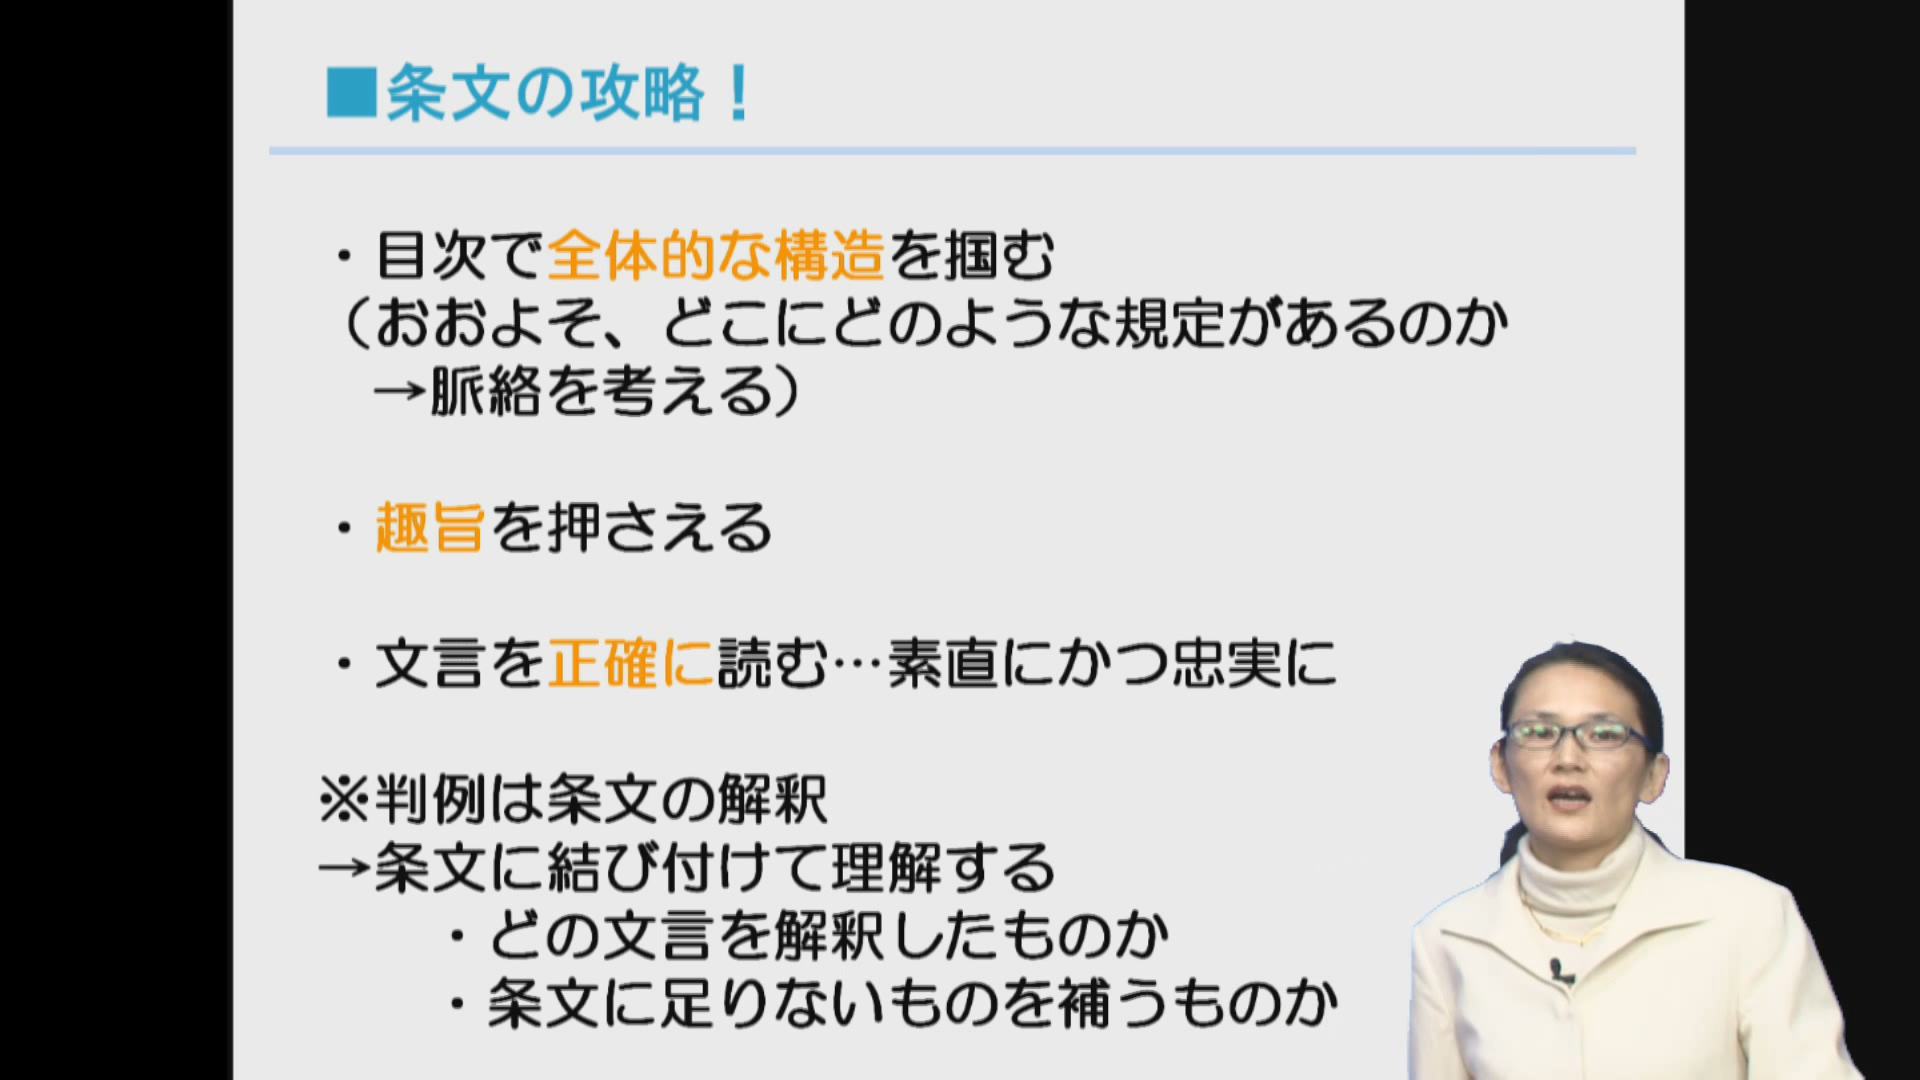 ■条文の攻略！
・目次で全体的な構造を掴む
（おおよそ、どこにどのような規定があるのか
→脈絡を考える）
・趣旨を押さえる
・文言を正確に読む…素直にかつ忠実に
※判例は条文の解釈
→条文に結び付けて理解する
・どの文言を解釈したものか
・条文に足りないものを補うものか